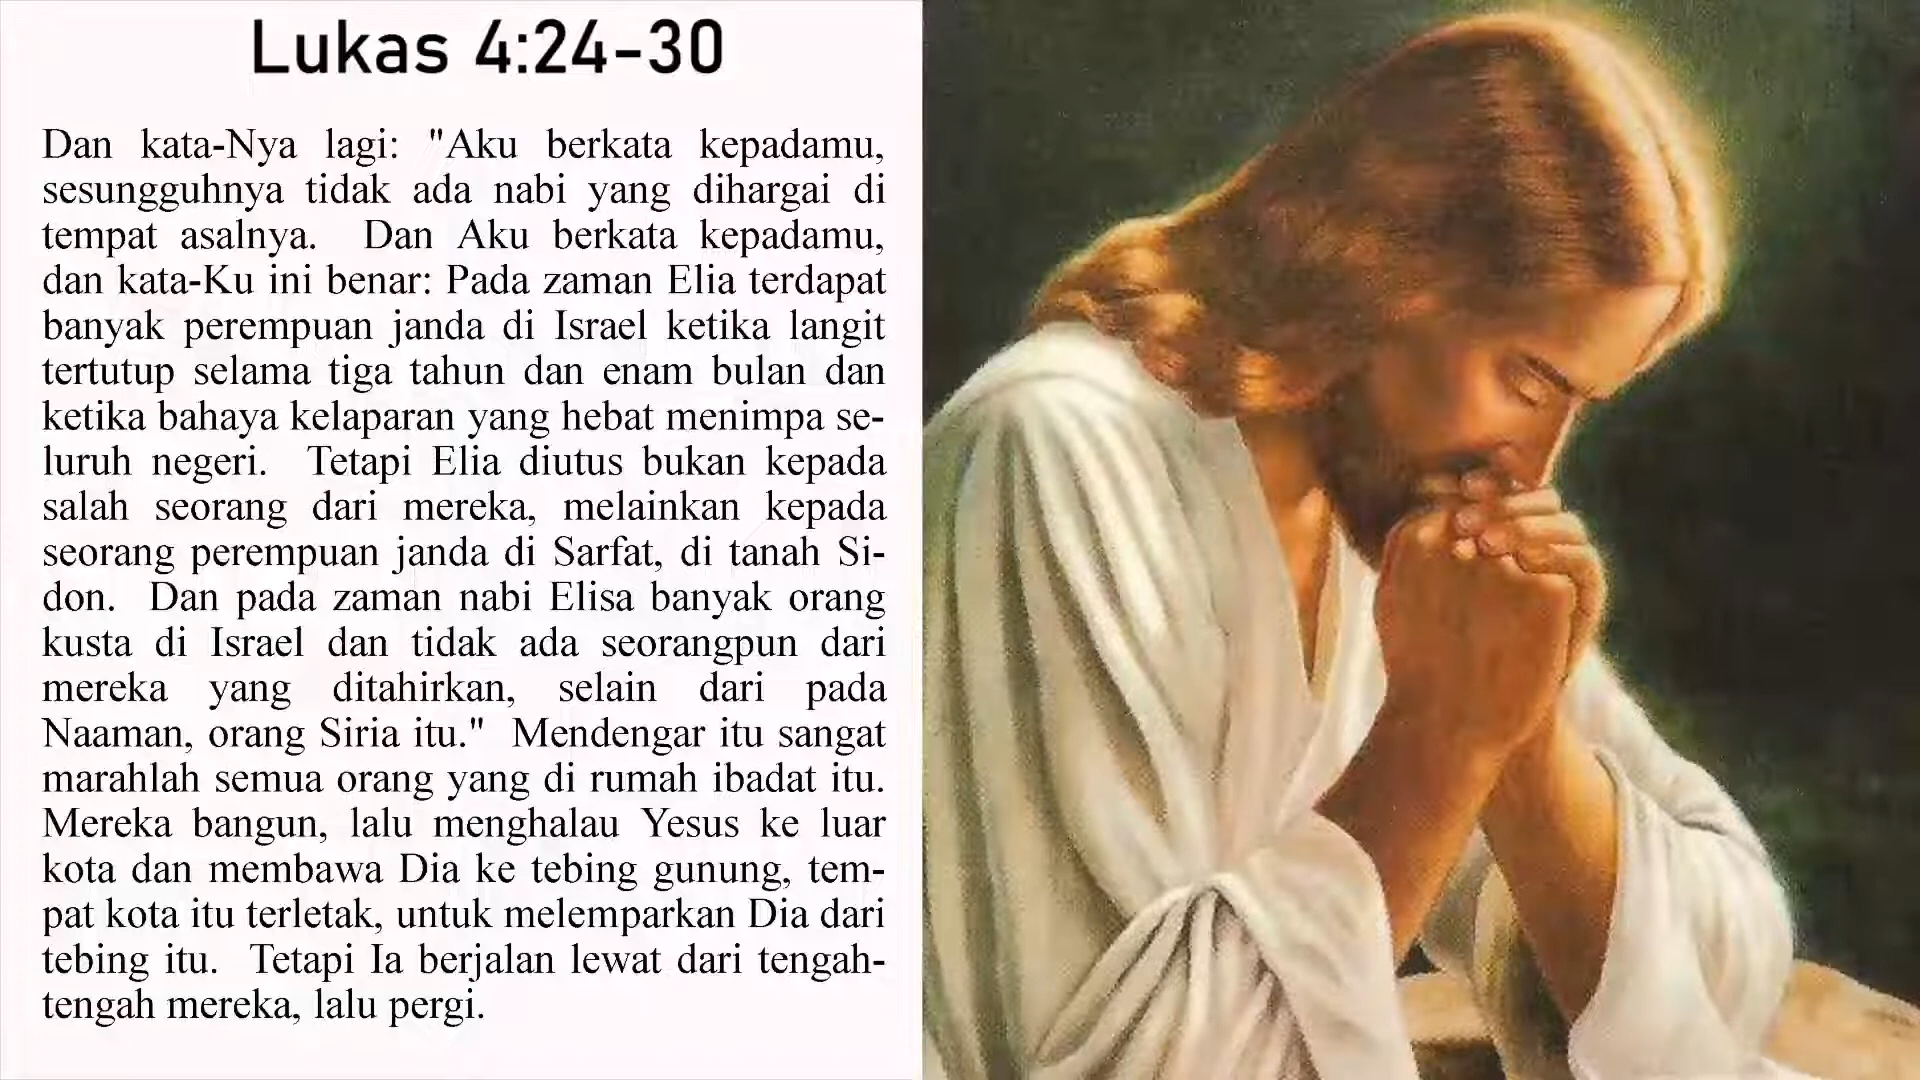 Lukas 4:24-30
Dan kata-Nya lagi: "Aku berkata kepadamu,
sesungguhnya tidak ada nabi yang dihargai di
tempat asalnya. Dan Aku berkata kepadamu,
dan kata-Ku ini benar: Pada zaman Elia terdapat
banyak perempuan janda di Israel ketika langit
tertutup selama tiga tahun dan enam bulan dan
ketika bahaya kelaparan yang hebat menimpa se-
luruh negeri. Tetapi Elia diutus bukan kepada
salah seorang dari mereka, melainkan kepada
seorang perempuan janda di Sarfat, di tanah Si-
don. Dan pada zaman nabi Elisa banyak orang
kusta di Israel dan tidak ada seorangpun dari
mereka yang ditahirkan, selain dari pada
Naaman, orang Siria itu." Mendengar itu sangat
marahlah semua orang yang di rumah ibadat itu.
Mereka bangun, lalu menghalau Yesus ke luar
kota dan membawa Dia ke tebing gunung, tem-
pat kota itu terletak, untuk melemparkan Dia dari
tebing itu. Tetapi Ia berjalan lewat dari tengah-
tengah mereka, lalu pergi.